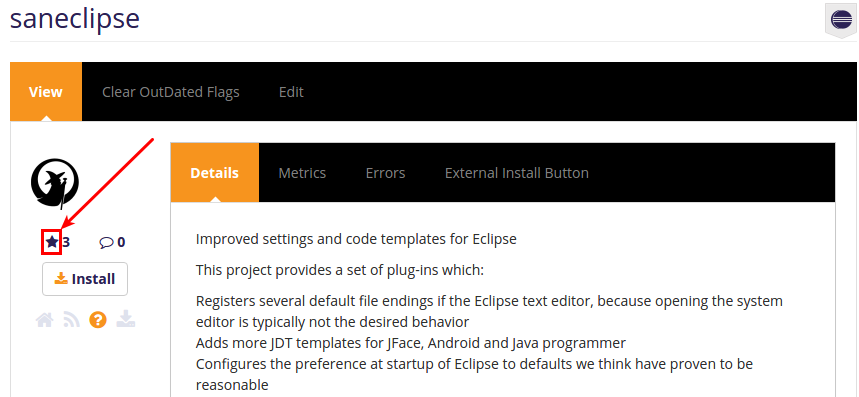 saneclipse
View Clear OutDated Flags Edit
Details Metrics Errors External Install Button
3 0
Install
Improved settings and code templates for Eclipse
This project provides a set of plug-ins which:
Registers several default file endings if the Eclipse text editor, because opening the system
editor is typically not the desired behavior
Adds more JDT templates for JFace, Android and Java programmer
Configures the preference at startup of Eclipse to defaults we think have proven to be
reasonable